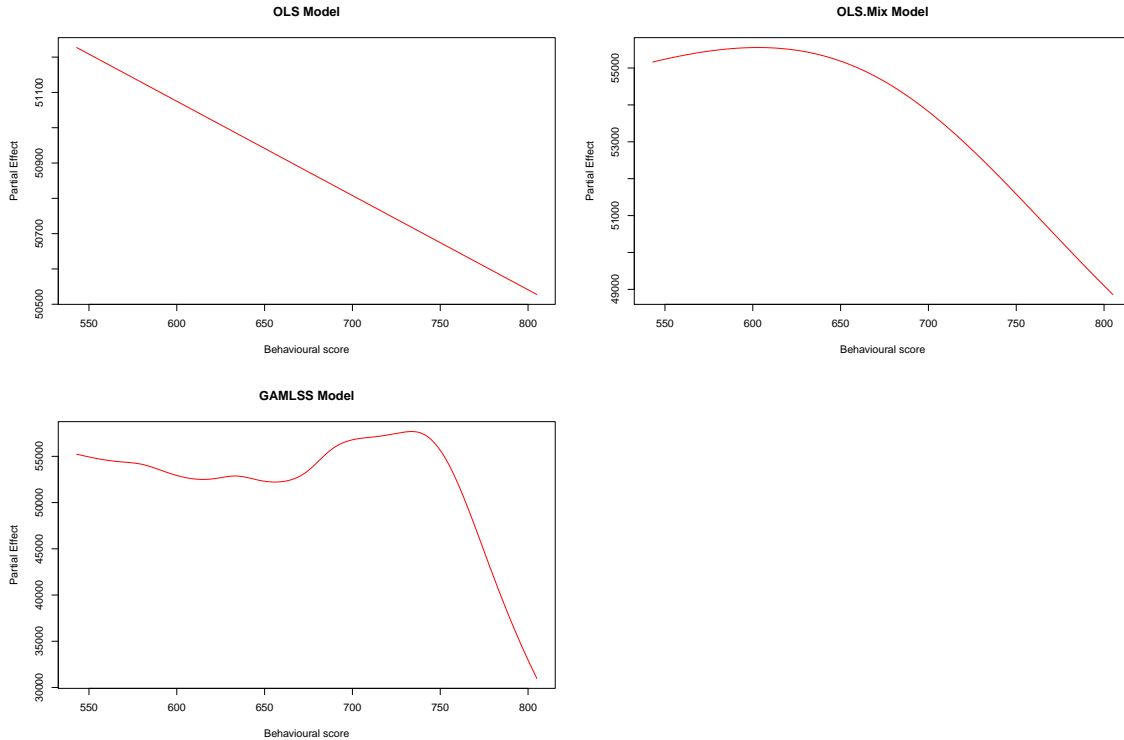 OLS Model
Partial Effect
50500 50700 50900 51100
550 600 650 700 750 800
Behavioural score
OLS.Mix Model
Partial Effect
49000 51000 53000 55000
550 600 650 700 750 800
Behavioural score
GAMLSS Model
Partial Effect
30000 35000 40000 45000 50000 55000
550 600 650 700 750 800
Behavioural score